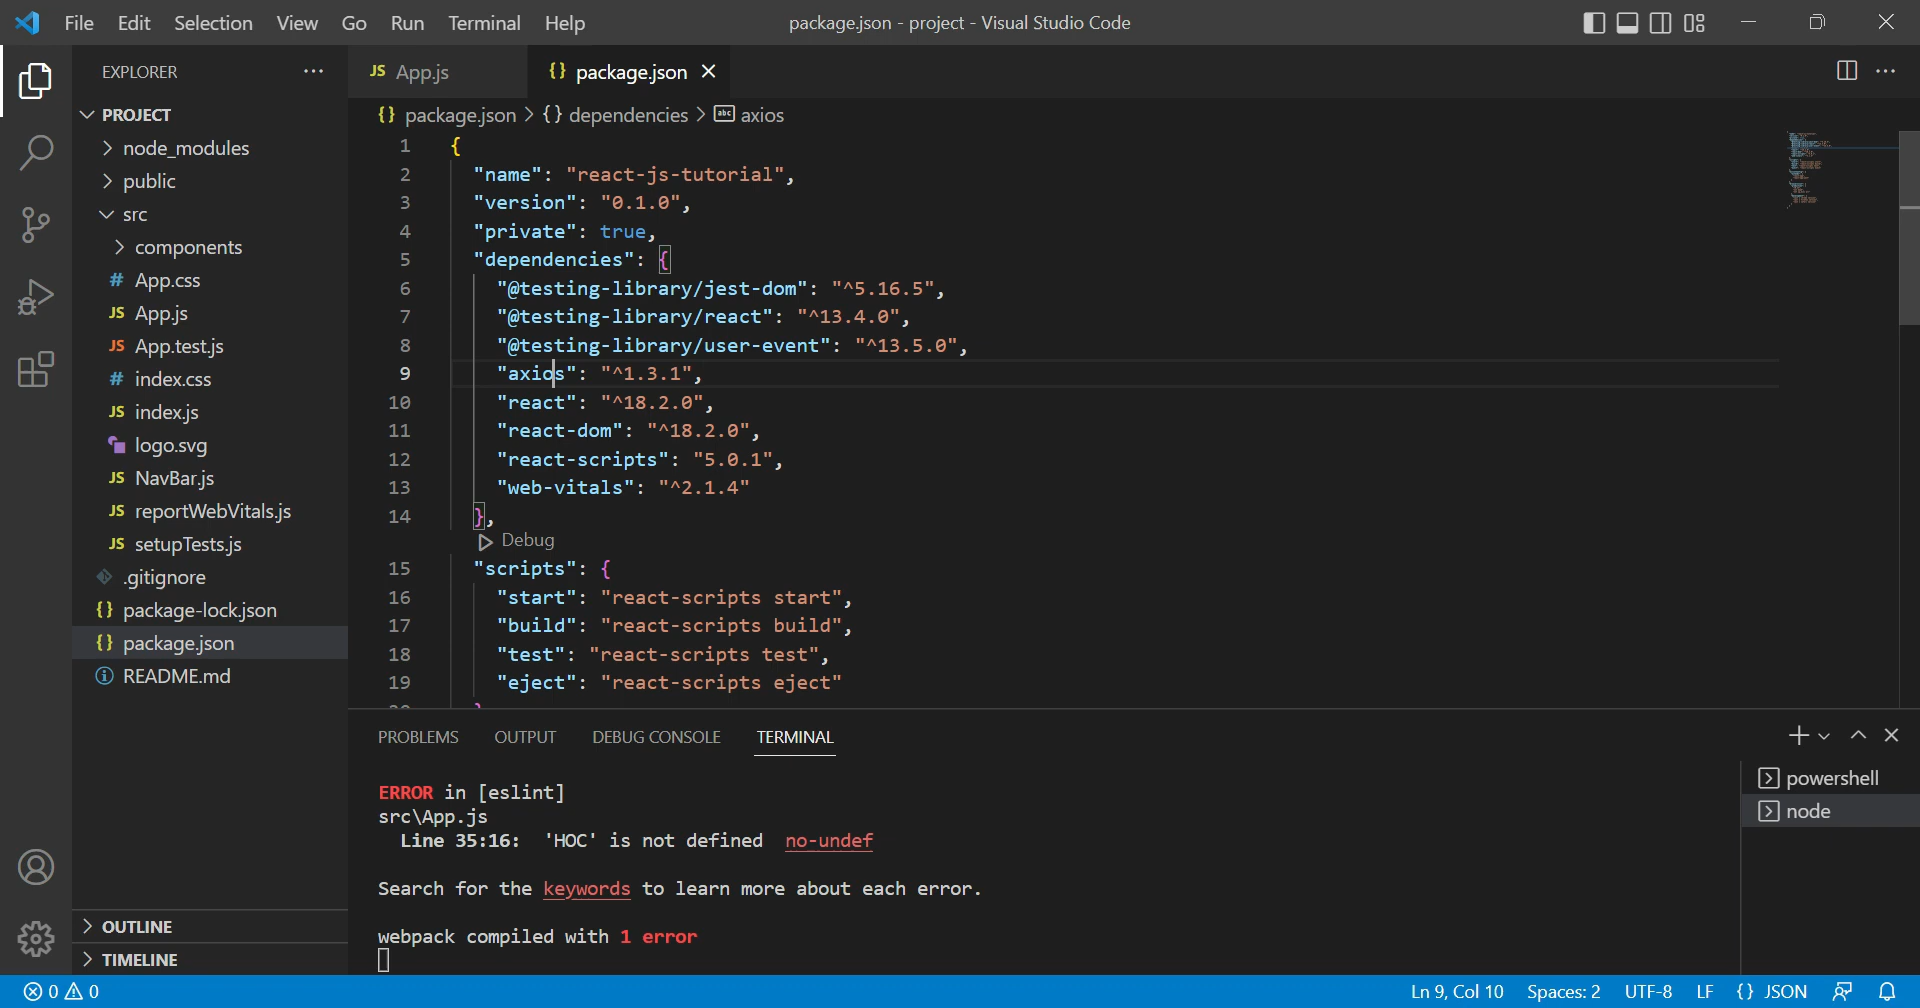 File Edit Selection View Go Run Terminal Help package.json - project - Visual Studio Code
EXPLORER
PROJECT
node_modules
public
src
components
# App.css
JS App.js
JS App.test.js
# index.css
JS index.js
logo.svg
JS NavBar.js
JS reportWebVitals.js
JS setupTests.js
.gitignore
{} package-lock.json
{} package.json
README.md
OUTLINE
TIMELINE
JS App.js {} package.json
{} package.json > {} dependencies > abc axios
1 {
2 "name": "react-js-tutorial",
3 "version": "0.1.0",
4 "private": true,
5 "dependencies": {
6 "@testing-library/jest-dom": "^5.16.5",
7 "@testing-library/react": "^13.4.0",
8 "@testing-library/user-event": "^13.5.0",
9 "axios": "^1.3.1",
10 "react": "^18.2.0",
11 "react-dom": "^18.2.0",
12 "react-scripts": "5.0.1",
13 "web-vitals": "^2.1.4"
14 },
Debug
15 "scripts": {
16 "start": "react-scripts start",
17 "build": "react-scripts build",
18 "test": "react-scripts test",
19 "eject": "react-scripts eject"
PROBLEMS OUTPUT DEBUG CONSOLE TERMINAL
ERROR in [eslint]
src\App.js
Line 35:16: 'HOC' is not defined no-undef
Search for the keywords to learn more about each error.
webpack compiled with 1 error
powershell
node
0 0 Ln 9, Col 10 Spaces: 2 UTF-8 LF {} JSON